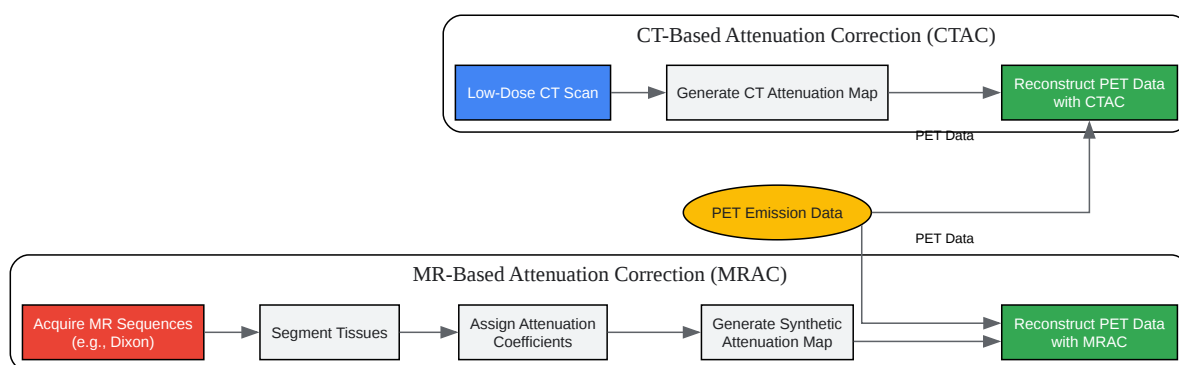 CT-Based Attenuation Correction (CTAC)
Low-Dose CT Scan
Generate CT Attenuation Map
Reconstruct PET Data
with CTAC
PET Data
PET Emission Data
PET Data
MR-Based Attenuation Correction (MRAC)
Acquire MR Sequences
(e.g., Dixon)
Segment Tissues
Assign Attenuation
Coefficients
Generate Synthetic
Attenuation Map
Reconstruct PET Data
with MRAC